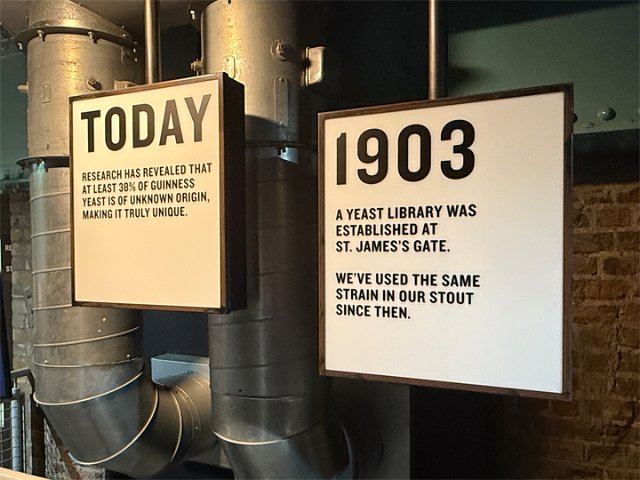 TODAY
RESEARCH HAS REVEALED THAT
AT LEAST 38% OF GUINNESS
YEAST IS OF UNKNOWN ORIGIN,
MAKING IT TRULY UNIQUE.
1903
A YEAST LIBRARY WAS
ESTABLISHED AT
ST. JAMES'S GATE.
WE'VE USED THE SAME
STRAIN IN OUR STOUT
SINCE THEN.